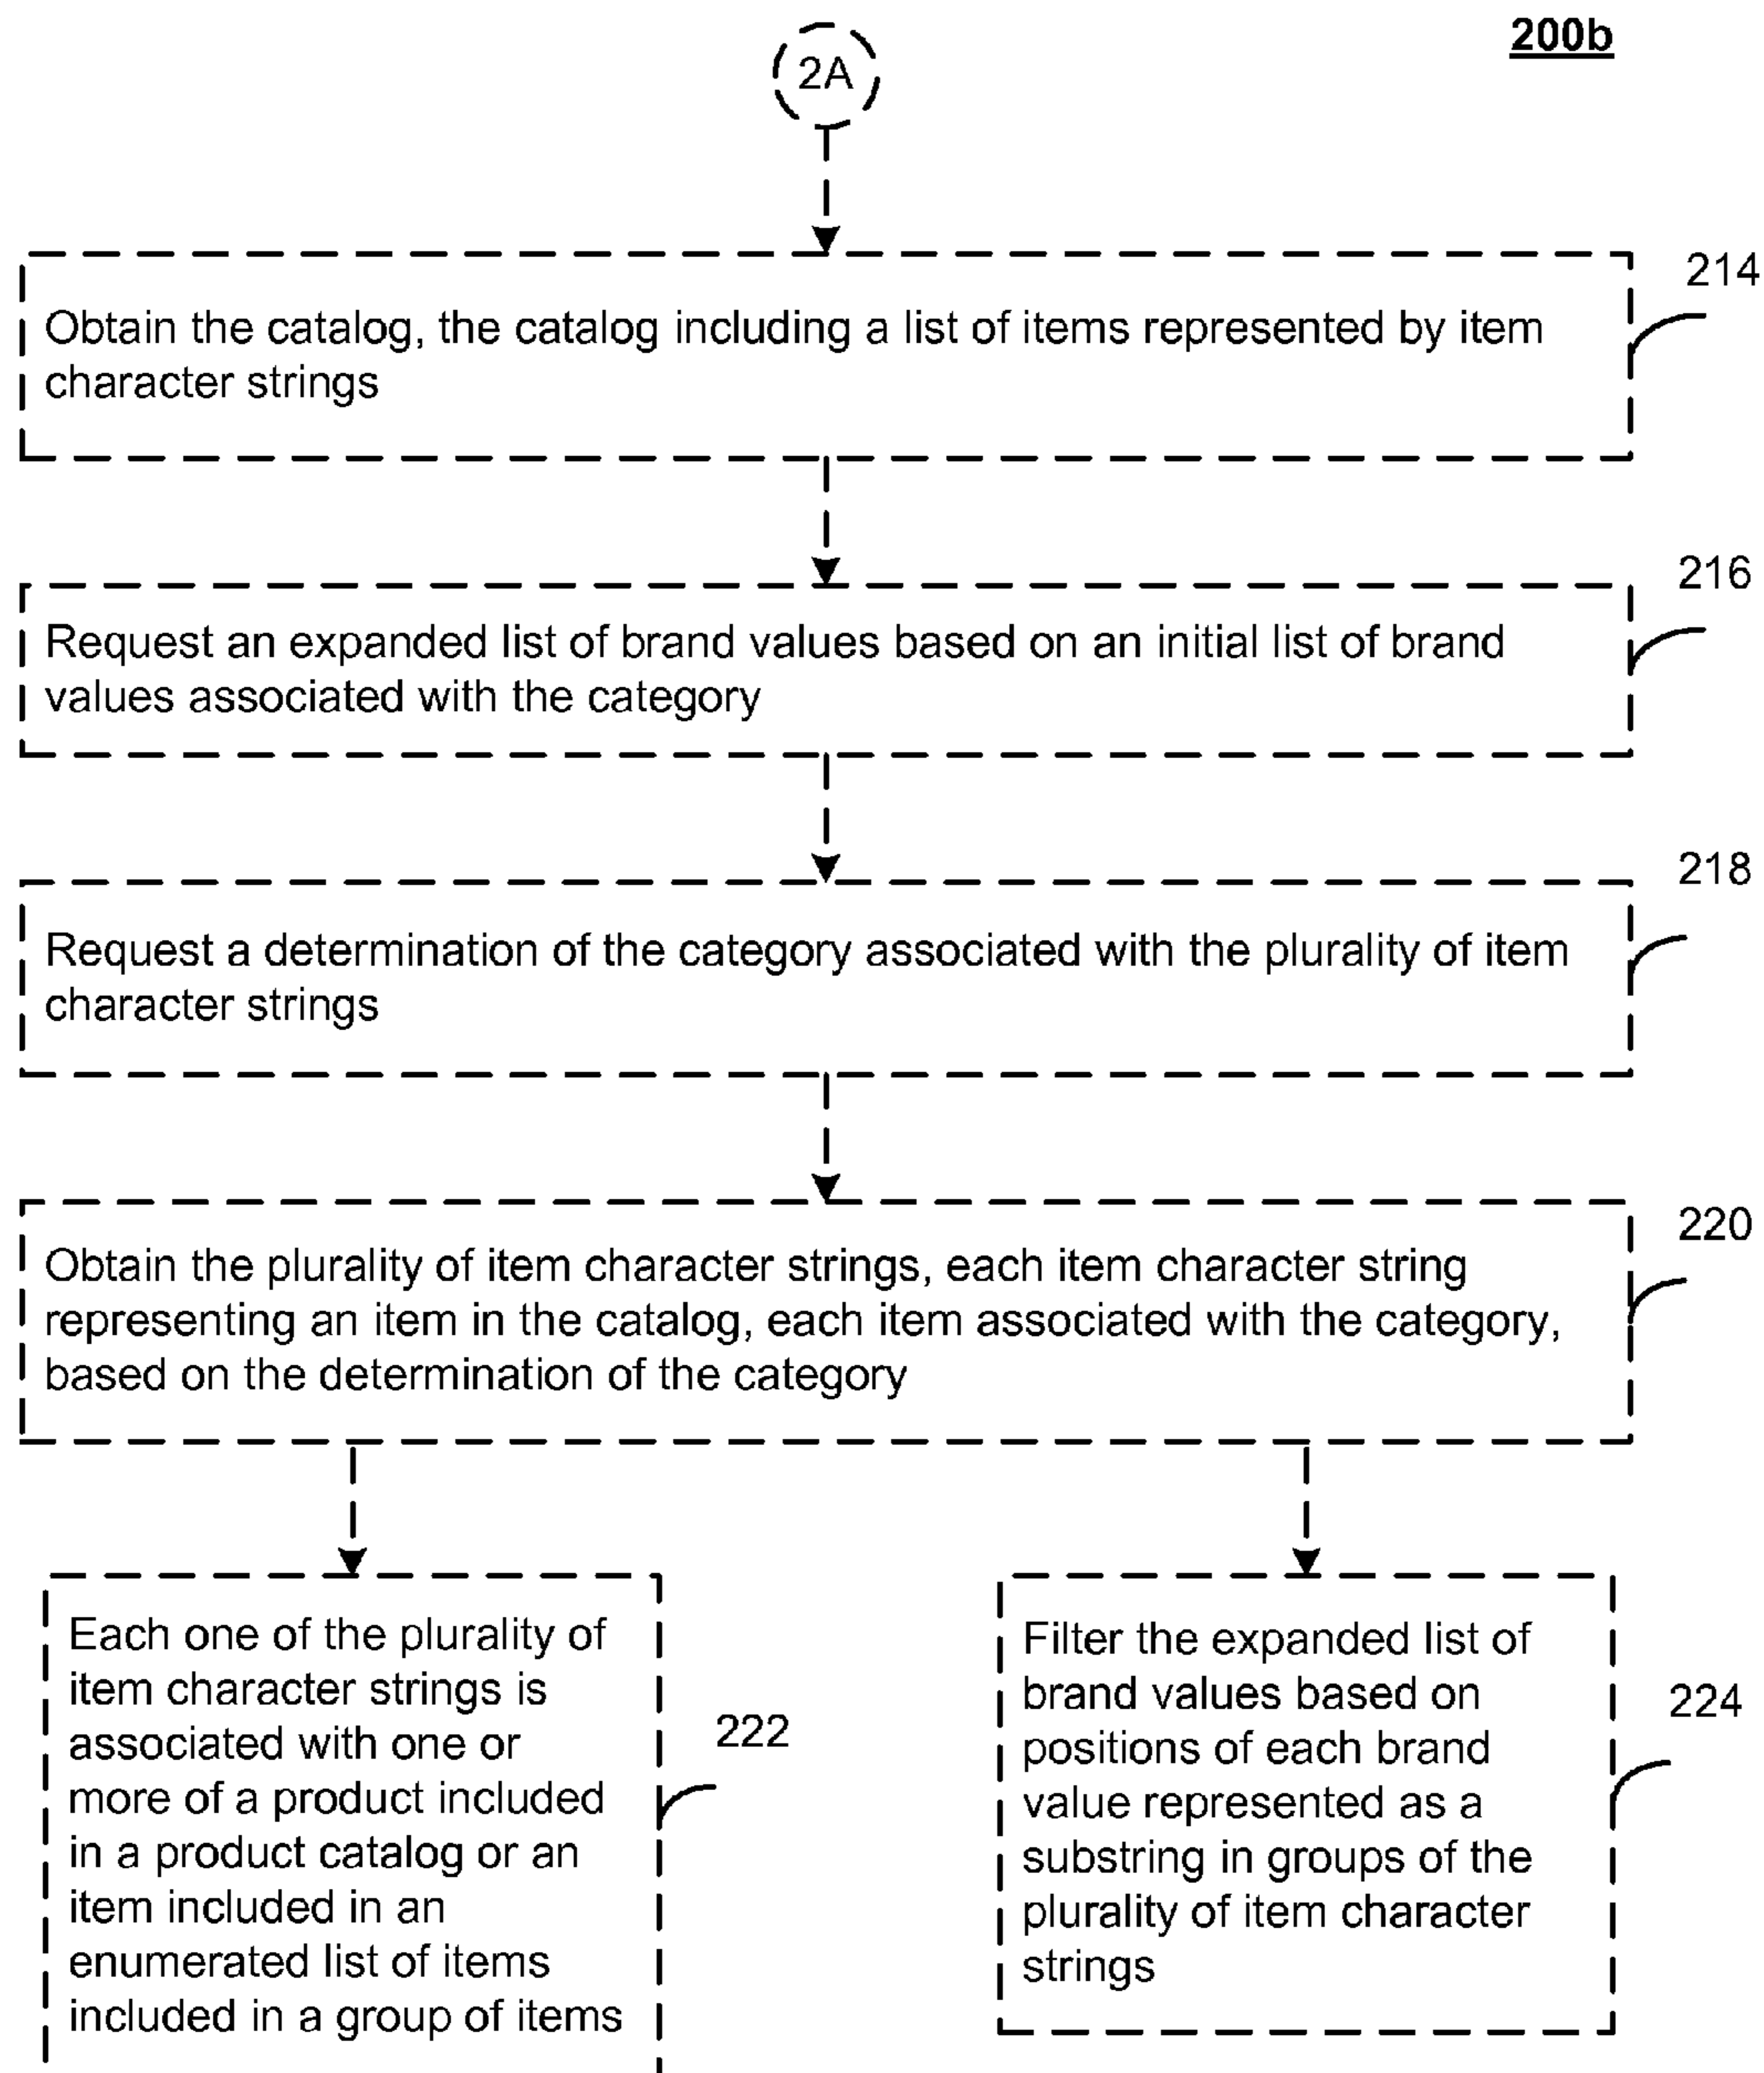 200b
2A
214
Obtain the catalog, the catalog including a list of items represented by item
character strings
216
Request an expanded list of brand values based on an initial list of brand
values associated with the category
218
Request a determination of the category associated with the plurality of item
character strings
220
Obtain the plurality of item character strings, each item character string
representing an item in the catalog, each item associated with the category,
based on the determination of the category
Each one of the plurality of
item character strings is
associated with one or
more of a product included
in a product catalog or an
item included in an
enumerated list of items
included in a group of items
222
Filter the expanded list of
brand values based on
positions of each brand
value represented as a
substring in groups of the
plurality of item character
strings
224